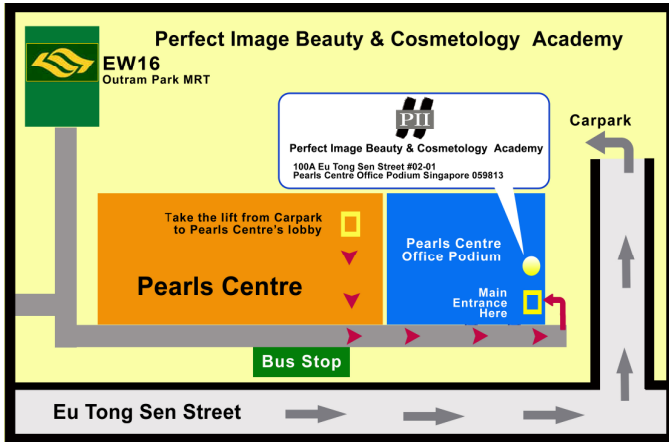 Perfect Image Beauty & Cosmetology Academy
EW16
Outram Park MRT
PII
Perfect Image Beauty & Cosmetology Academy
100A Eu Tong Sen Street #02-01
Pearls Centre Office Podium Singapore 059813
Carpark
Take the lift from Carpark
to Pearls Centre's lobby
Pearls Centre
Office Podium
Pearls Centre
Main
Entrance
Here
Bus Stop
Eu Tong Sen Street